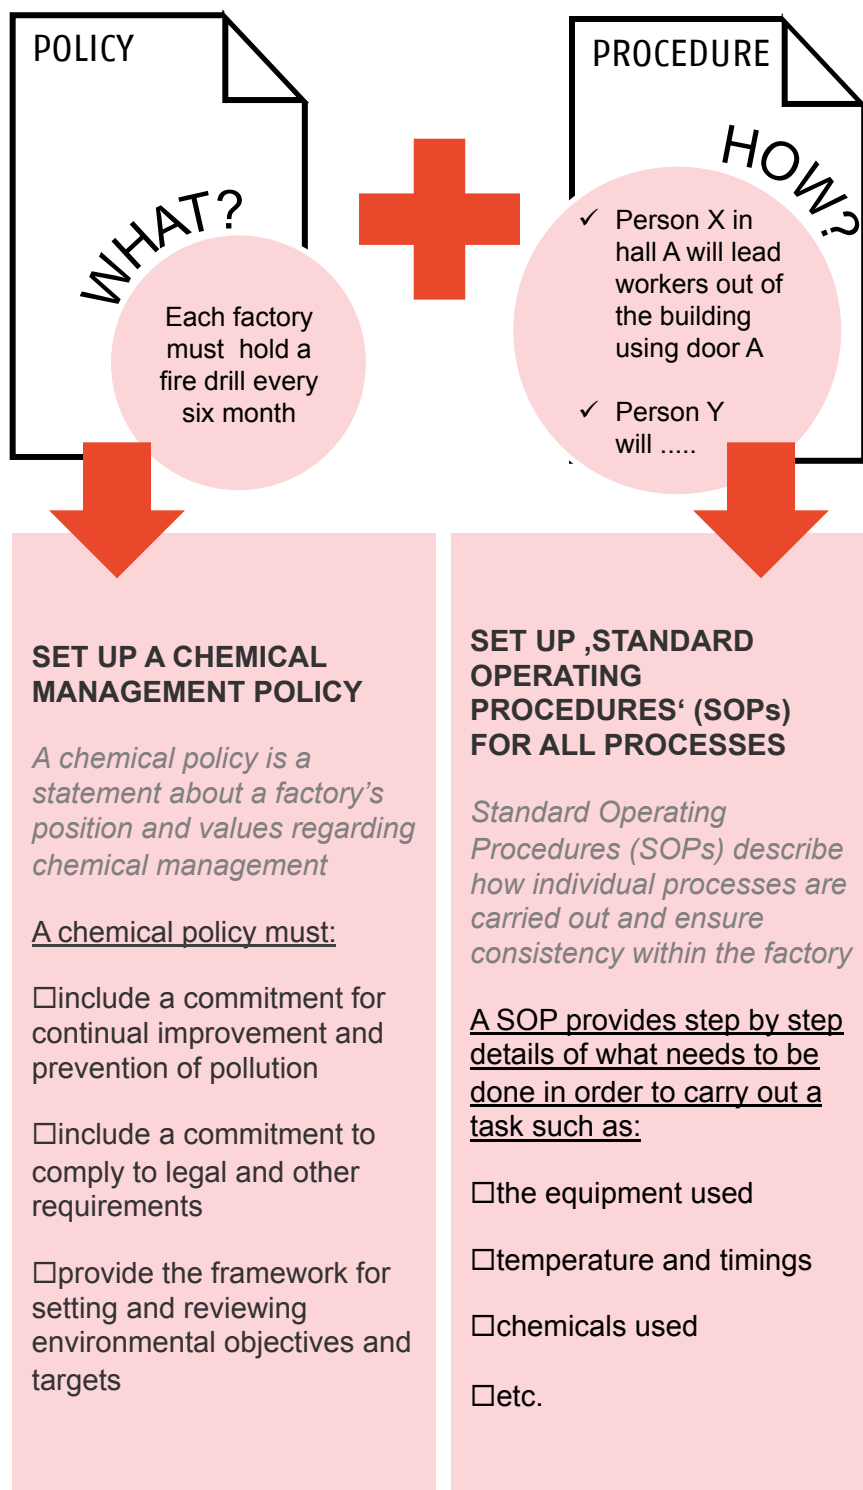 POLICY
WHAT?
Each factory
must hold a
fire drill every
six month
PROCEDURE
HOW?
✓ Person X in
hall A will lead
workers out of
the building
using door A
✓ Person Y
will .....
SET UP A CHEMICAL
MANAGEMENT POLICY
A chemical policy is a
statement about a factory’s
position and values regarding
chemical management
A chemical policy must:
☐include a commitment for
continual improvement and
prevention of pollution
☐include a commitment to
comply to legal and other
requirements
☐provide the framework for
setting and reviewing
environmental objectives and
targets
SET UP ‚STANDARD
OPERATING
PROCEDURES‘ (SOPs)
FOR ALL PROCESSES
Standard Operating
Procedures (SOPs) describe
how individual processes are
carried out and ensure
consistency within the factory
A SOP provides step by step
details of what needs to be
done in order to carry out a
task such as:
☐the equipment used
☐temperature and timings
☐chemicals used
☐etc.